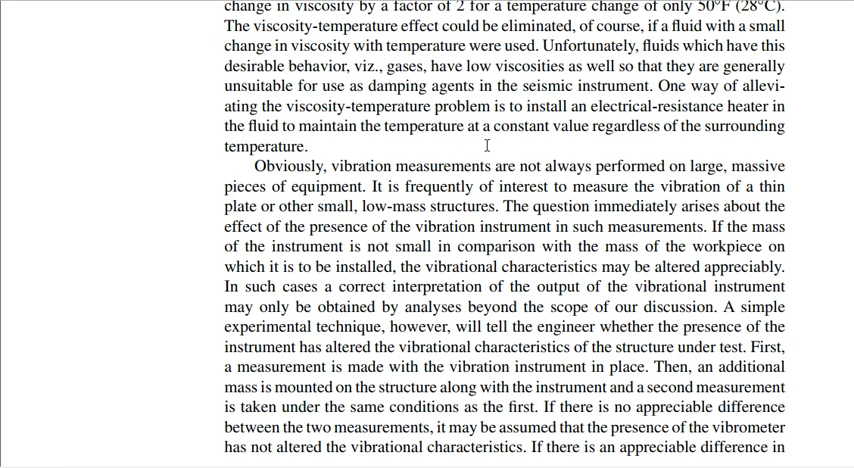 change in viscosity by a factor of 2 for a temperature change of only 50°F (28°C).
The viscosity-temperature effect could be eliminated, of course, if a fluid with a small
change in viscosity with temperature were used. Unfortunately, fluids which have this
desirable behavior, viz., gases, have low viscosities as well so that they are generally
unsuitable for use as damping agents in the seismic instrument. One way of allevi-
ating the viscosity-temperature problem is to install an electrical-resistance heater in
the fluid to maintain the temperature at a constant value regardless of the surrounding
temperature.
Obviously, vibration measurements are not always performed on large, massive
pieces of equipment. It is frequently of interest to measure the vibration of a thin
plate or other small, low-mass structures. The question immediately arises about the
effect of the presence of the vibration instrument in such measurements. If the mass
of the instrument is not small in comparison with the mass of the workpiece on
which it is to be installed, the vibrational characteristics may be altered appreciably.
In such cases a correct interpretation of the output of the vibrational instrument
may only be obtained by analyses beyond the scope of our discussion. A simple
experimental technique, however, will tell the engineer whether the presence of the
instrument has altered the vibrational characteristics of the structure under test. First,
a measurement is made with the vibration instrument in place. Then, an additional
mass is mounted on the structure along with the instrument and a second measurement
is taken under the same conditions as the first. If there is no appreciable difference
between the two measurements, it may be assumed that the presence of the vibrometer
has not altered the vibrational characteristics. If there is an appreciable difference in